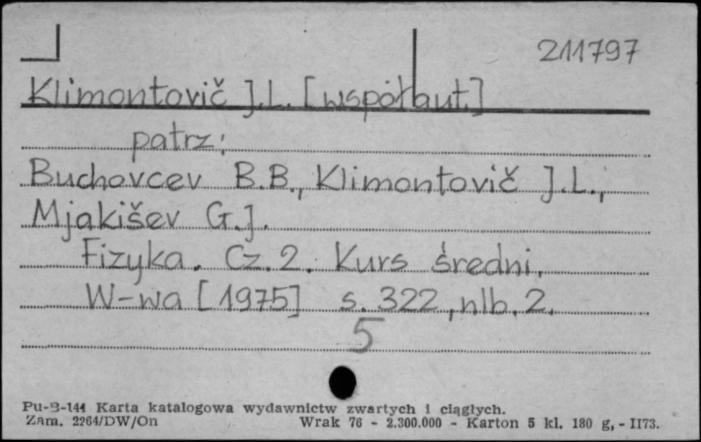 211797
Klimontovič J.L. [współaut.]
patrz:
Buchovcev B.B., Klimontovič J.L.,
Mjakišev G.J.
Fizyka. Cz. 2. Kurs średni.
W-wa [1975] s. 322, nlb. 2.
5
Pu-B-144 Karta katalogowa wydawnictw zwartych i ciągłych.
Zam. 2264/DW/On Wrak 76 - 2.300.000 - Karton 5 kl. 180 g, - II73.